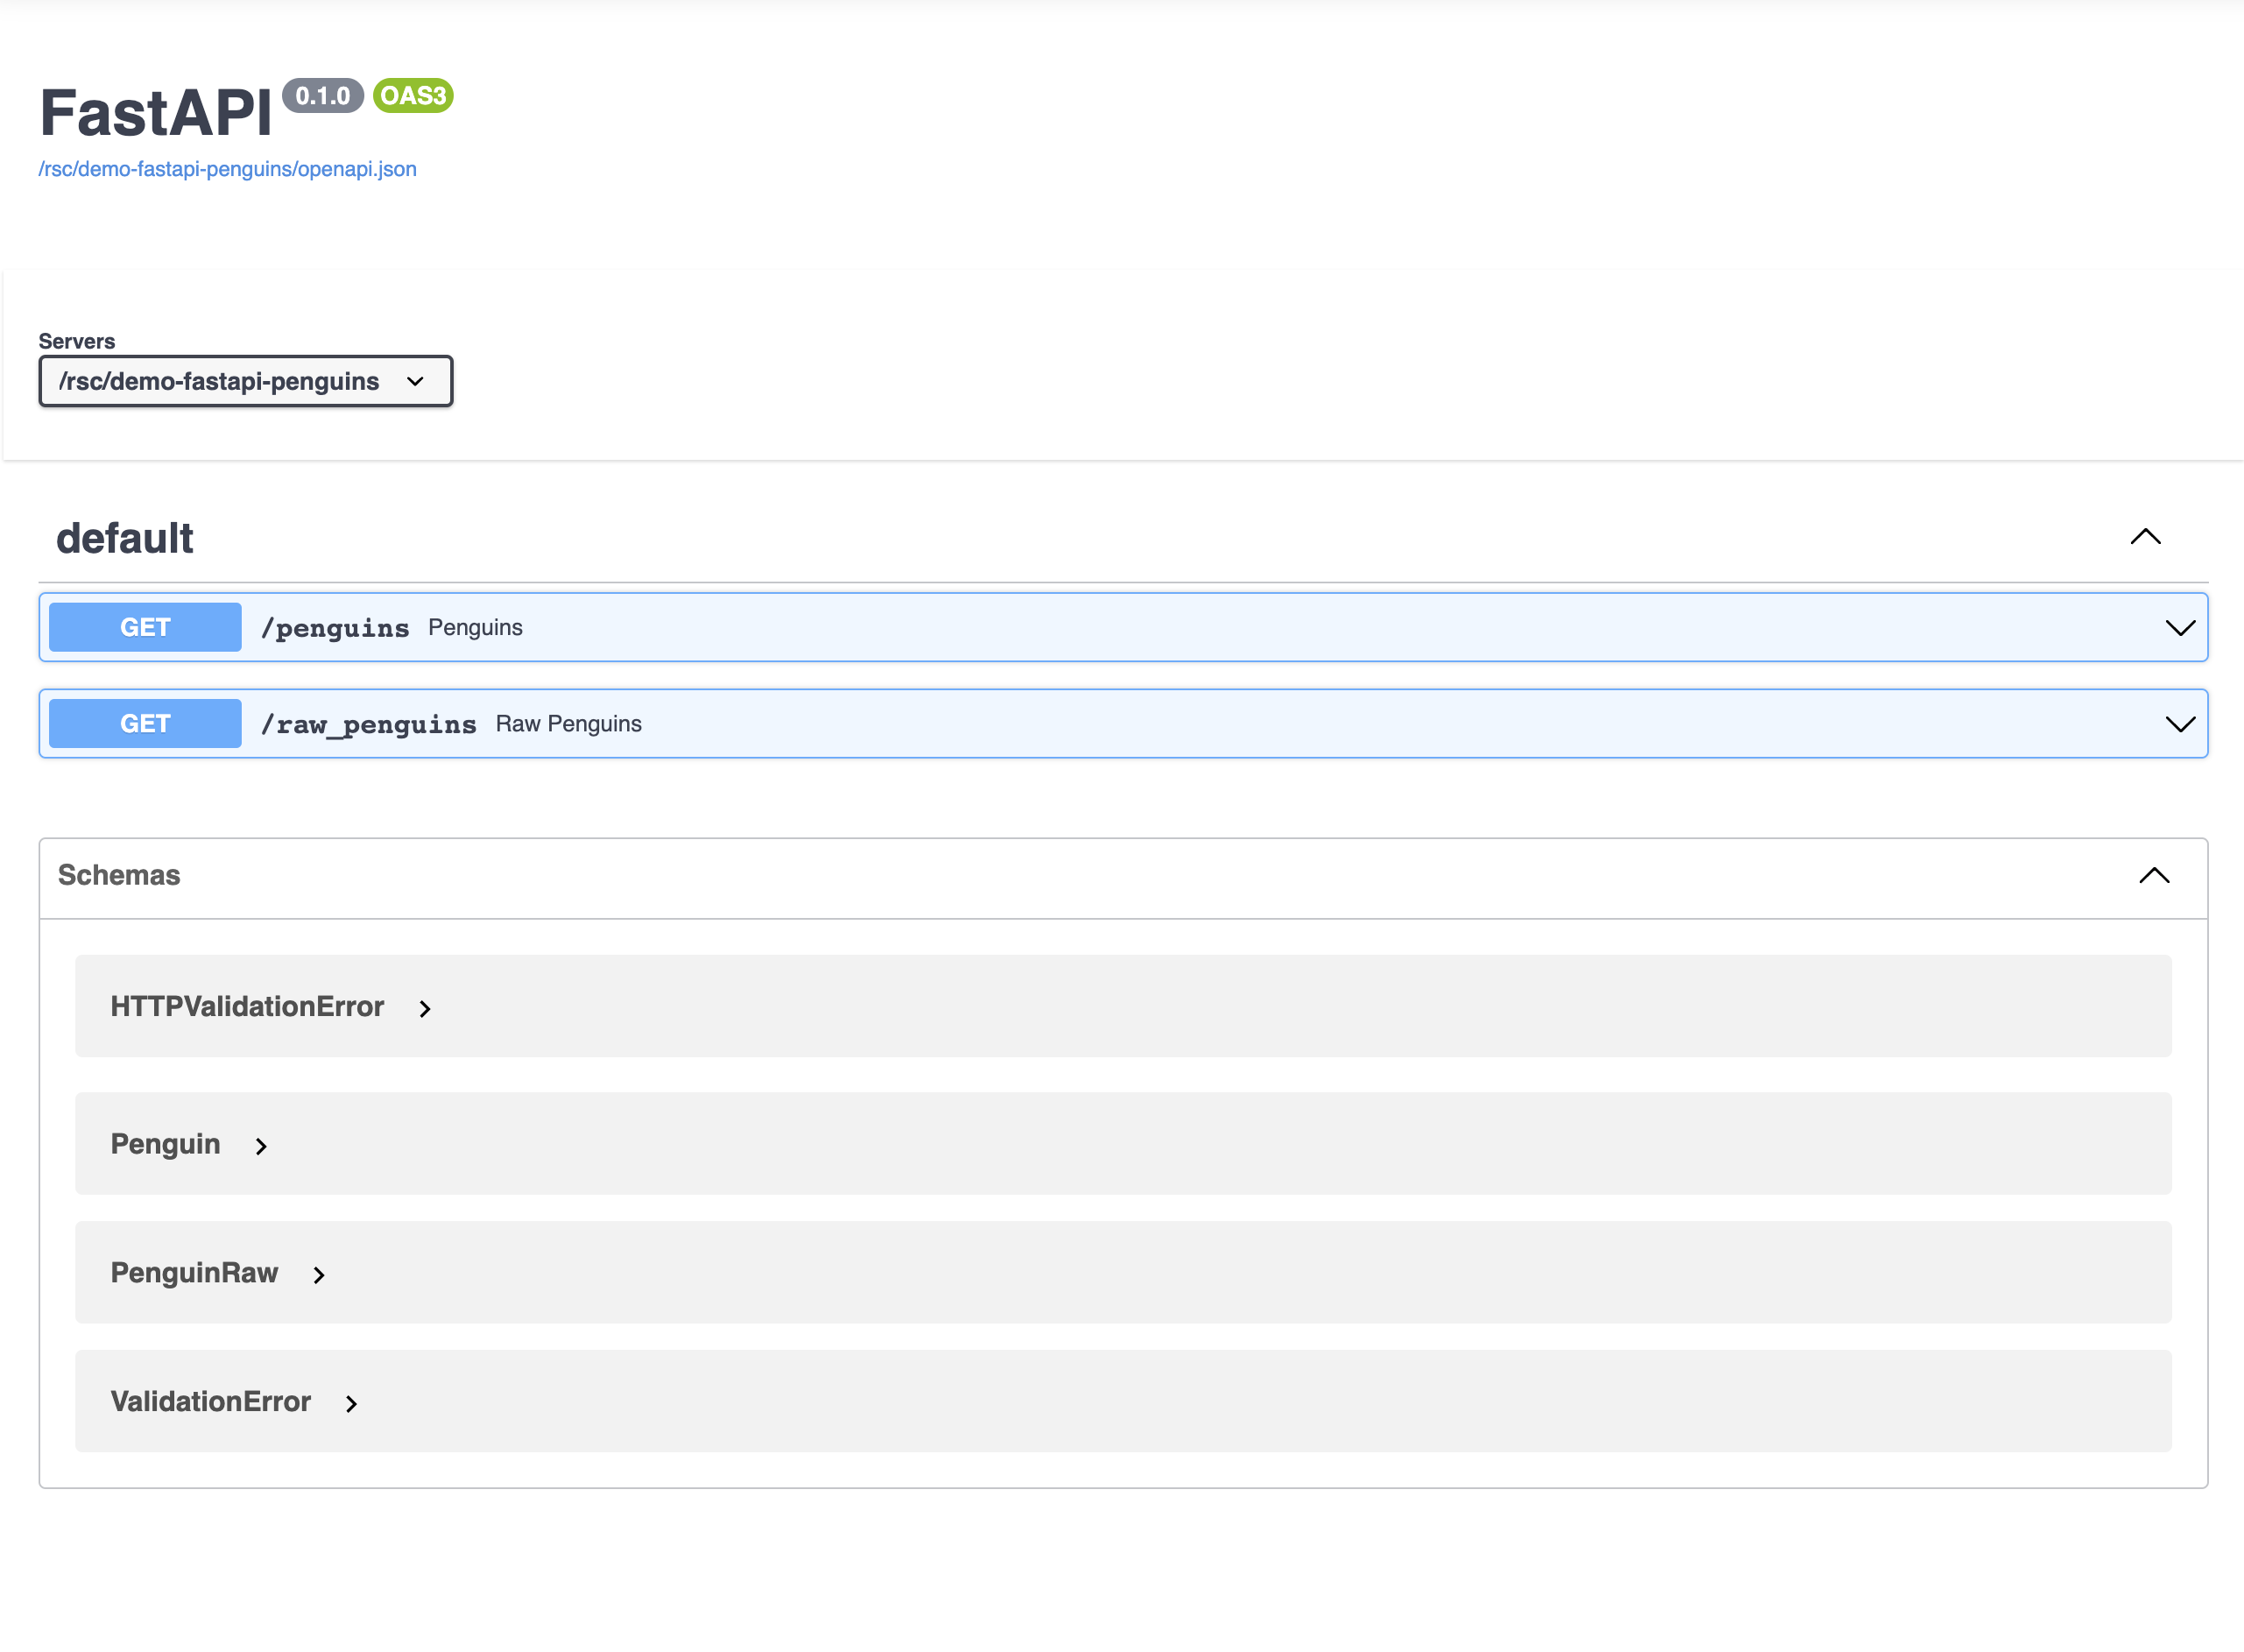 FastAPI 0.1.0 OAS3
/rsc/demo-fastapi-penguins/openapi.json
Servers
/rsc/demo-fastapi-penguins
default
GET /penguins Penguins
GET /raw_penguins Raw Penguins
Schemas
HTTPValidationError
Penguin
PenguinRaw
ValidationError